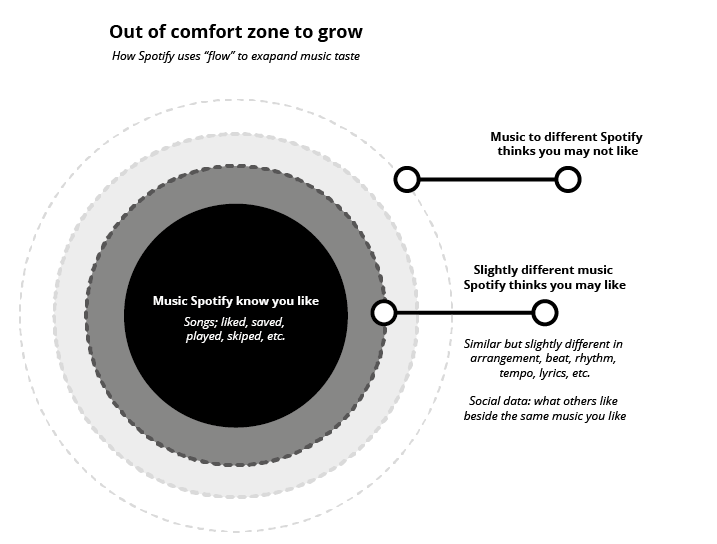 Out of comfort zone to grow
How Spotify uses “flow” to exapand music taste
Music to different Spotify
thinks you may not like
Slightly different music
Spotify thinks you may like
Music Spotify know you like
Songs; liked, saved,
played, skiped, etc.
Similar but slightly different in
arrangement, beat, rhythm,
tempo, lyrics, etc.
Social data: what others like
beside the same music you like